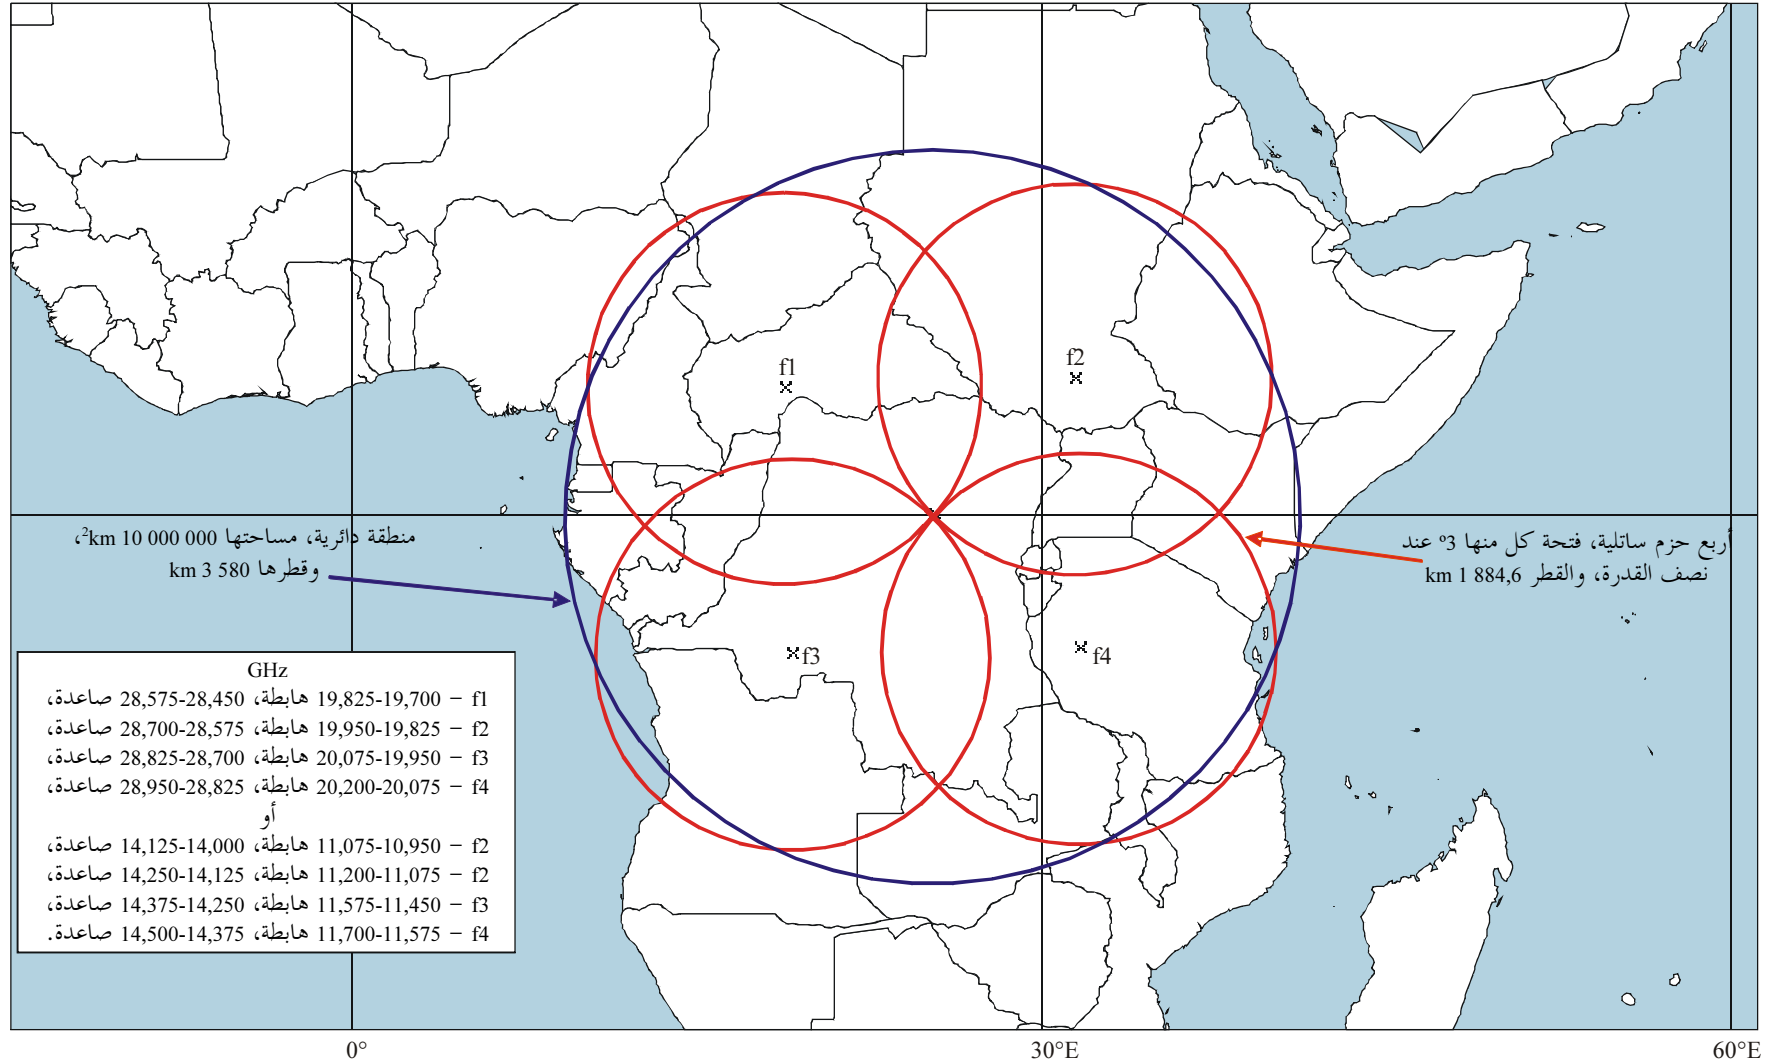 f1
f2
f3
f4
منطقة دائرية، مساحتها 10 000 000 km²،
وقطرها 3 580 km
أربع حزم ساتلية، فتحة كل منها 3º عند
نصف القدرة، والقطر 1 884,6 km
GHz
f1 – 19,825-19,700 هابطة، 28,575-28,450 صاعدة،
f2 – 19,950-19,825 هابطة، 28,700-28,575 صاعدة،
f3 – 20,075-19,950 هابطة، 28,825-28,700 صاعدة،
f4 – 20,200-20,075 هابطة، 28,950-28,825 صاعدة،
أو
f2 – 11,075-10,950 هابطة، 14,125-14,000 صاعدة،
f2 – 11,200-11,075 هابطة، 14,250-14,125 صاعدة،
f3 – 11,575-11,450 هابطة، 14,375-14,250 صاعدة،
f4 – 11,700-11,575 هابطة، 14,500-14,375 صاعدة.
0°
30°E
60°E